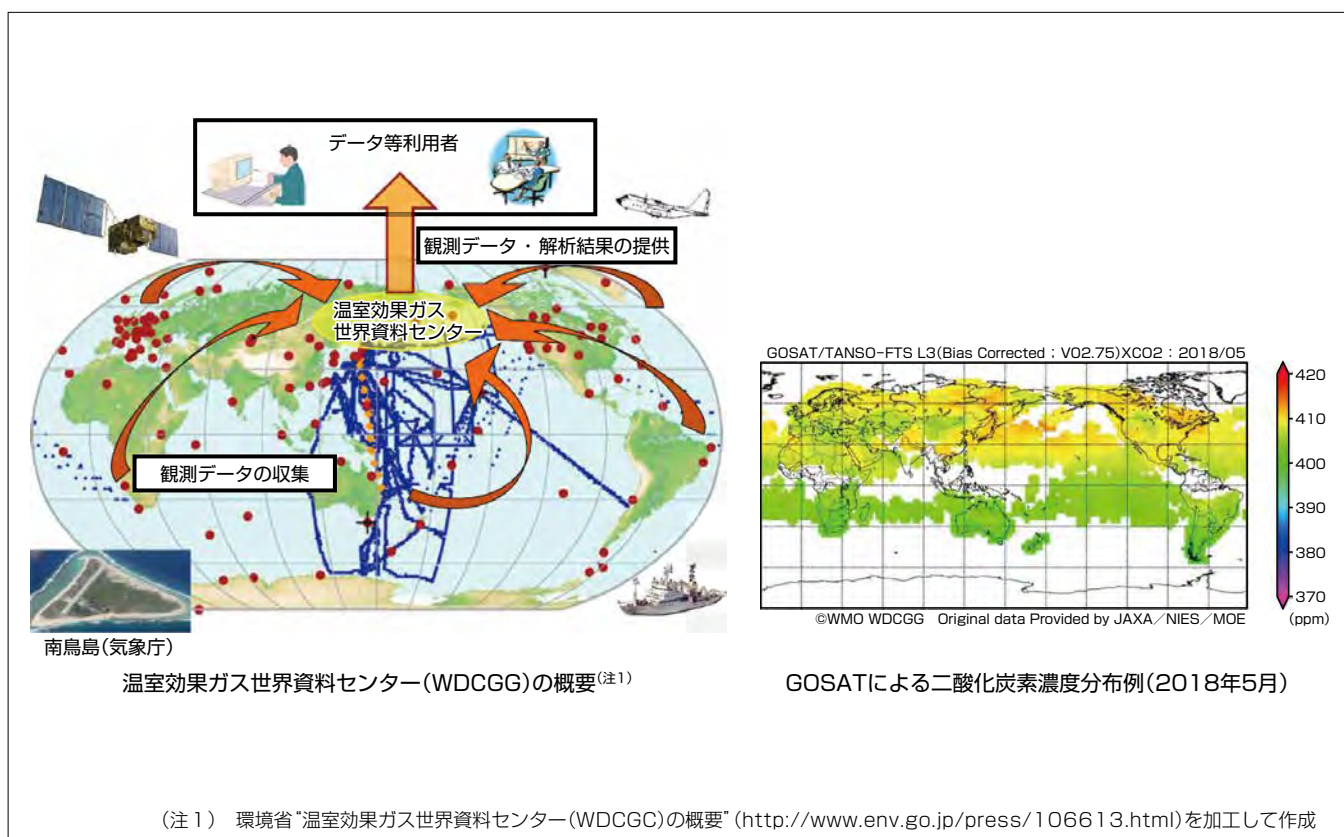 データ等利用者
観測データ・解析結果の提供
温室効果ガス
世界資料センター
観測データの収集
南鳥島(気象庁)
温室効果ガス世界資料センター(WDCGG)の概要(注1)
GOSAT/TANSO-FTS L3(Bias Corrected : V02.75)XCO2 : 2018/05
420
410
400
390
380
370
(ppm)
©WMO WDCGG Original data Provided by JAXA/NIES/MOE
GOSATによる二酸化炭素濃度分布例(2018年5月)
(注1) 環境省“温室効果ガス世界資料センター(WDCGC)の概要”(http://www.env.go.jp/press/106613.html)を加工して作成